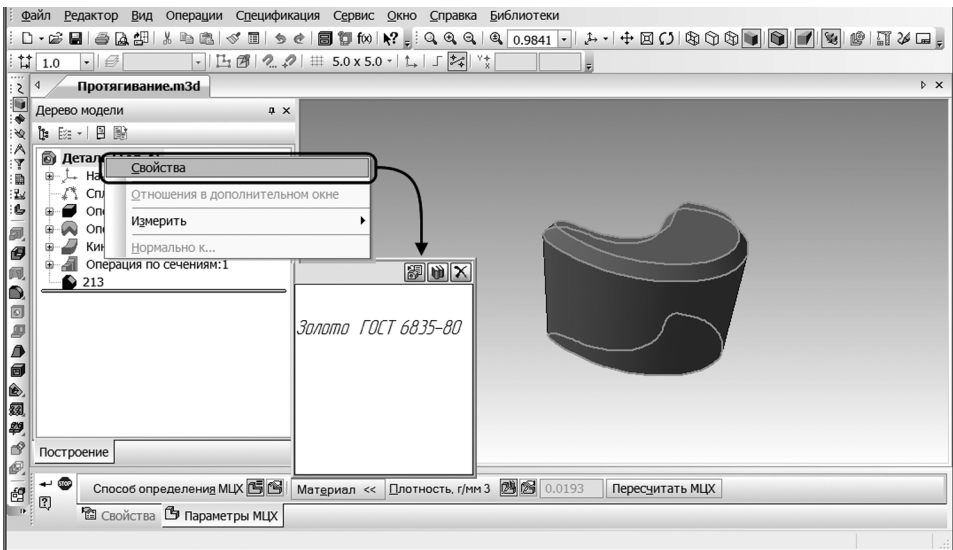 Файл Редактор Вид Операции Спецификация Сервис Окно Справка Библиотеки
0.9841
1.0 5.0 x 5.0
Протягивание.m3d
Дерево модели
Свойства
Отношения в дополнительном окне
Измерить
Нормально к...
Операция по сечениям:1
213
Золото ГОСТ 6835-80
Построение
Способ определения МЦХ Материал << Плотность, г/мм 3 0.0193 Пересчитать МЦХ
Свойства Параметры МЦХ